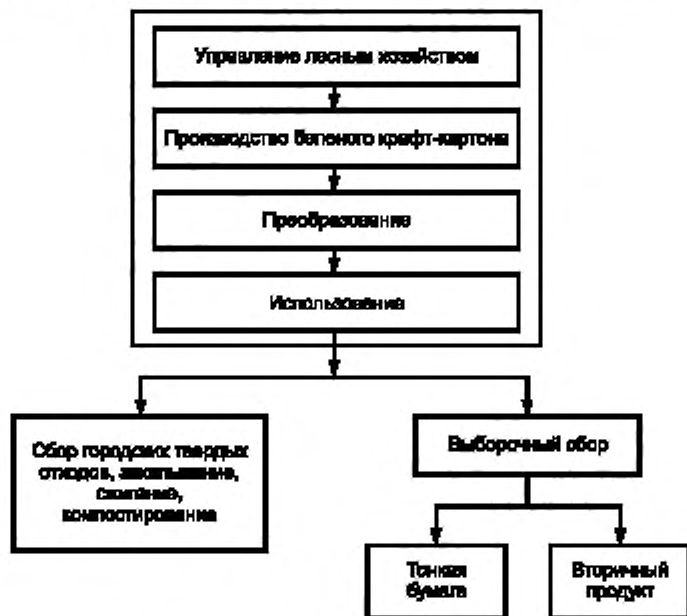 Управление лесным хозяйством
Производство беленого крафт-картона
Преобразование
Использование
Сбор городских твердых
отходов, закапывание,
сжигание,
компостирование
Выборочный сбор
Тонкая
бумага
Вторичный
продукт